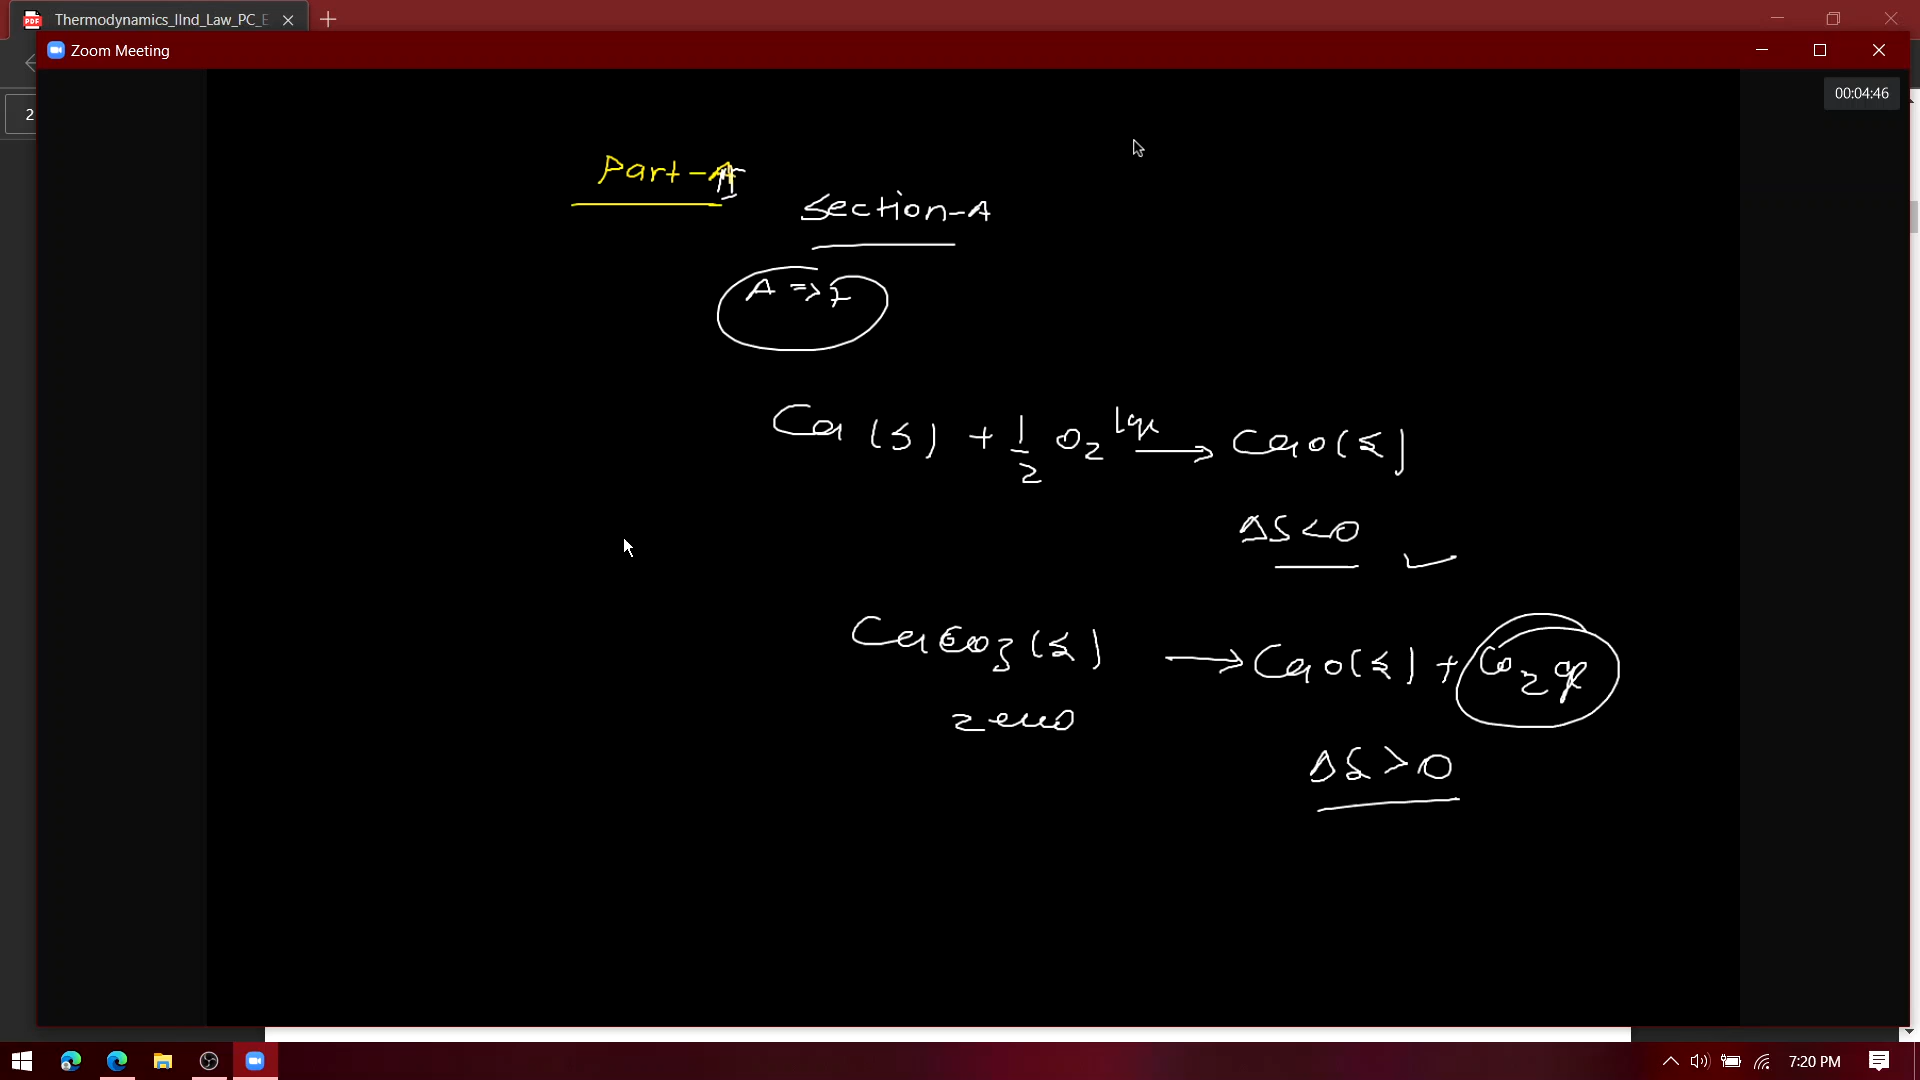 Thermodynamics_IInd_Law_PC_E
Zoom Meeting
2
00:04:46
Part-
Section-A
A =>
Ca (s) + 1/2 O2 → CaO(s)
ΔS<0
CaCO3(s) → CaO(s) + CO2
zero
ΔS>0
7:20 PM